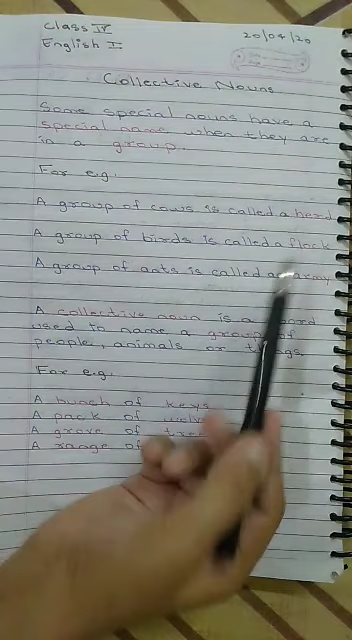 Class IV
English I
20/04/20
Collective Nouns
Some special nouns have a
special name when they are
in a group.
For e.g.
A group of cows is called a herd
A group of birds is called a flock
A group of ants is called an army
A collective noun is a word
used to name a group of
people, animals or things.
For e.g.
A bunch of keys
A pack of
A grove of
A range of